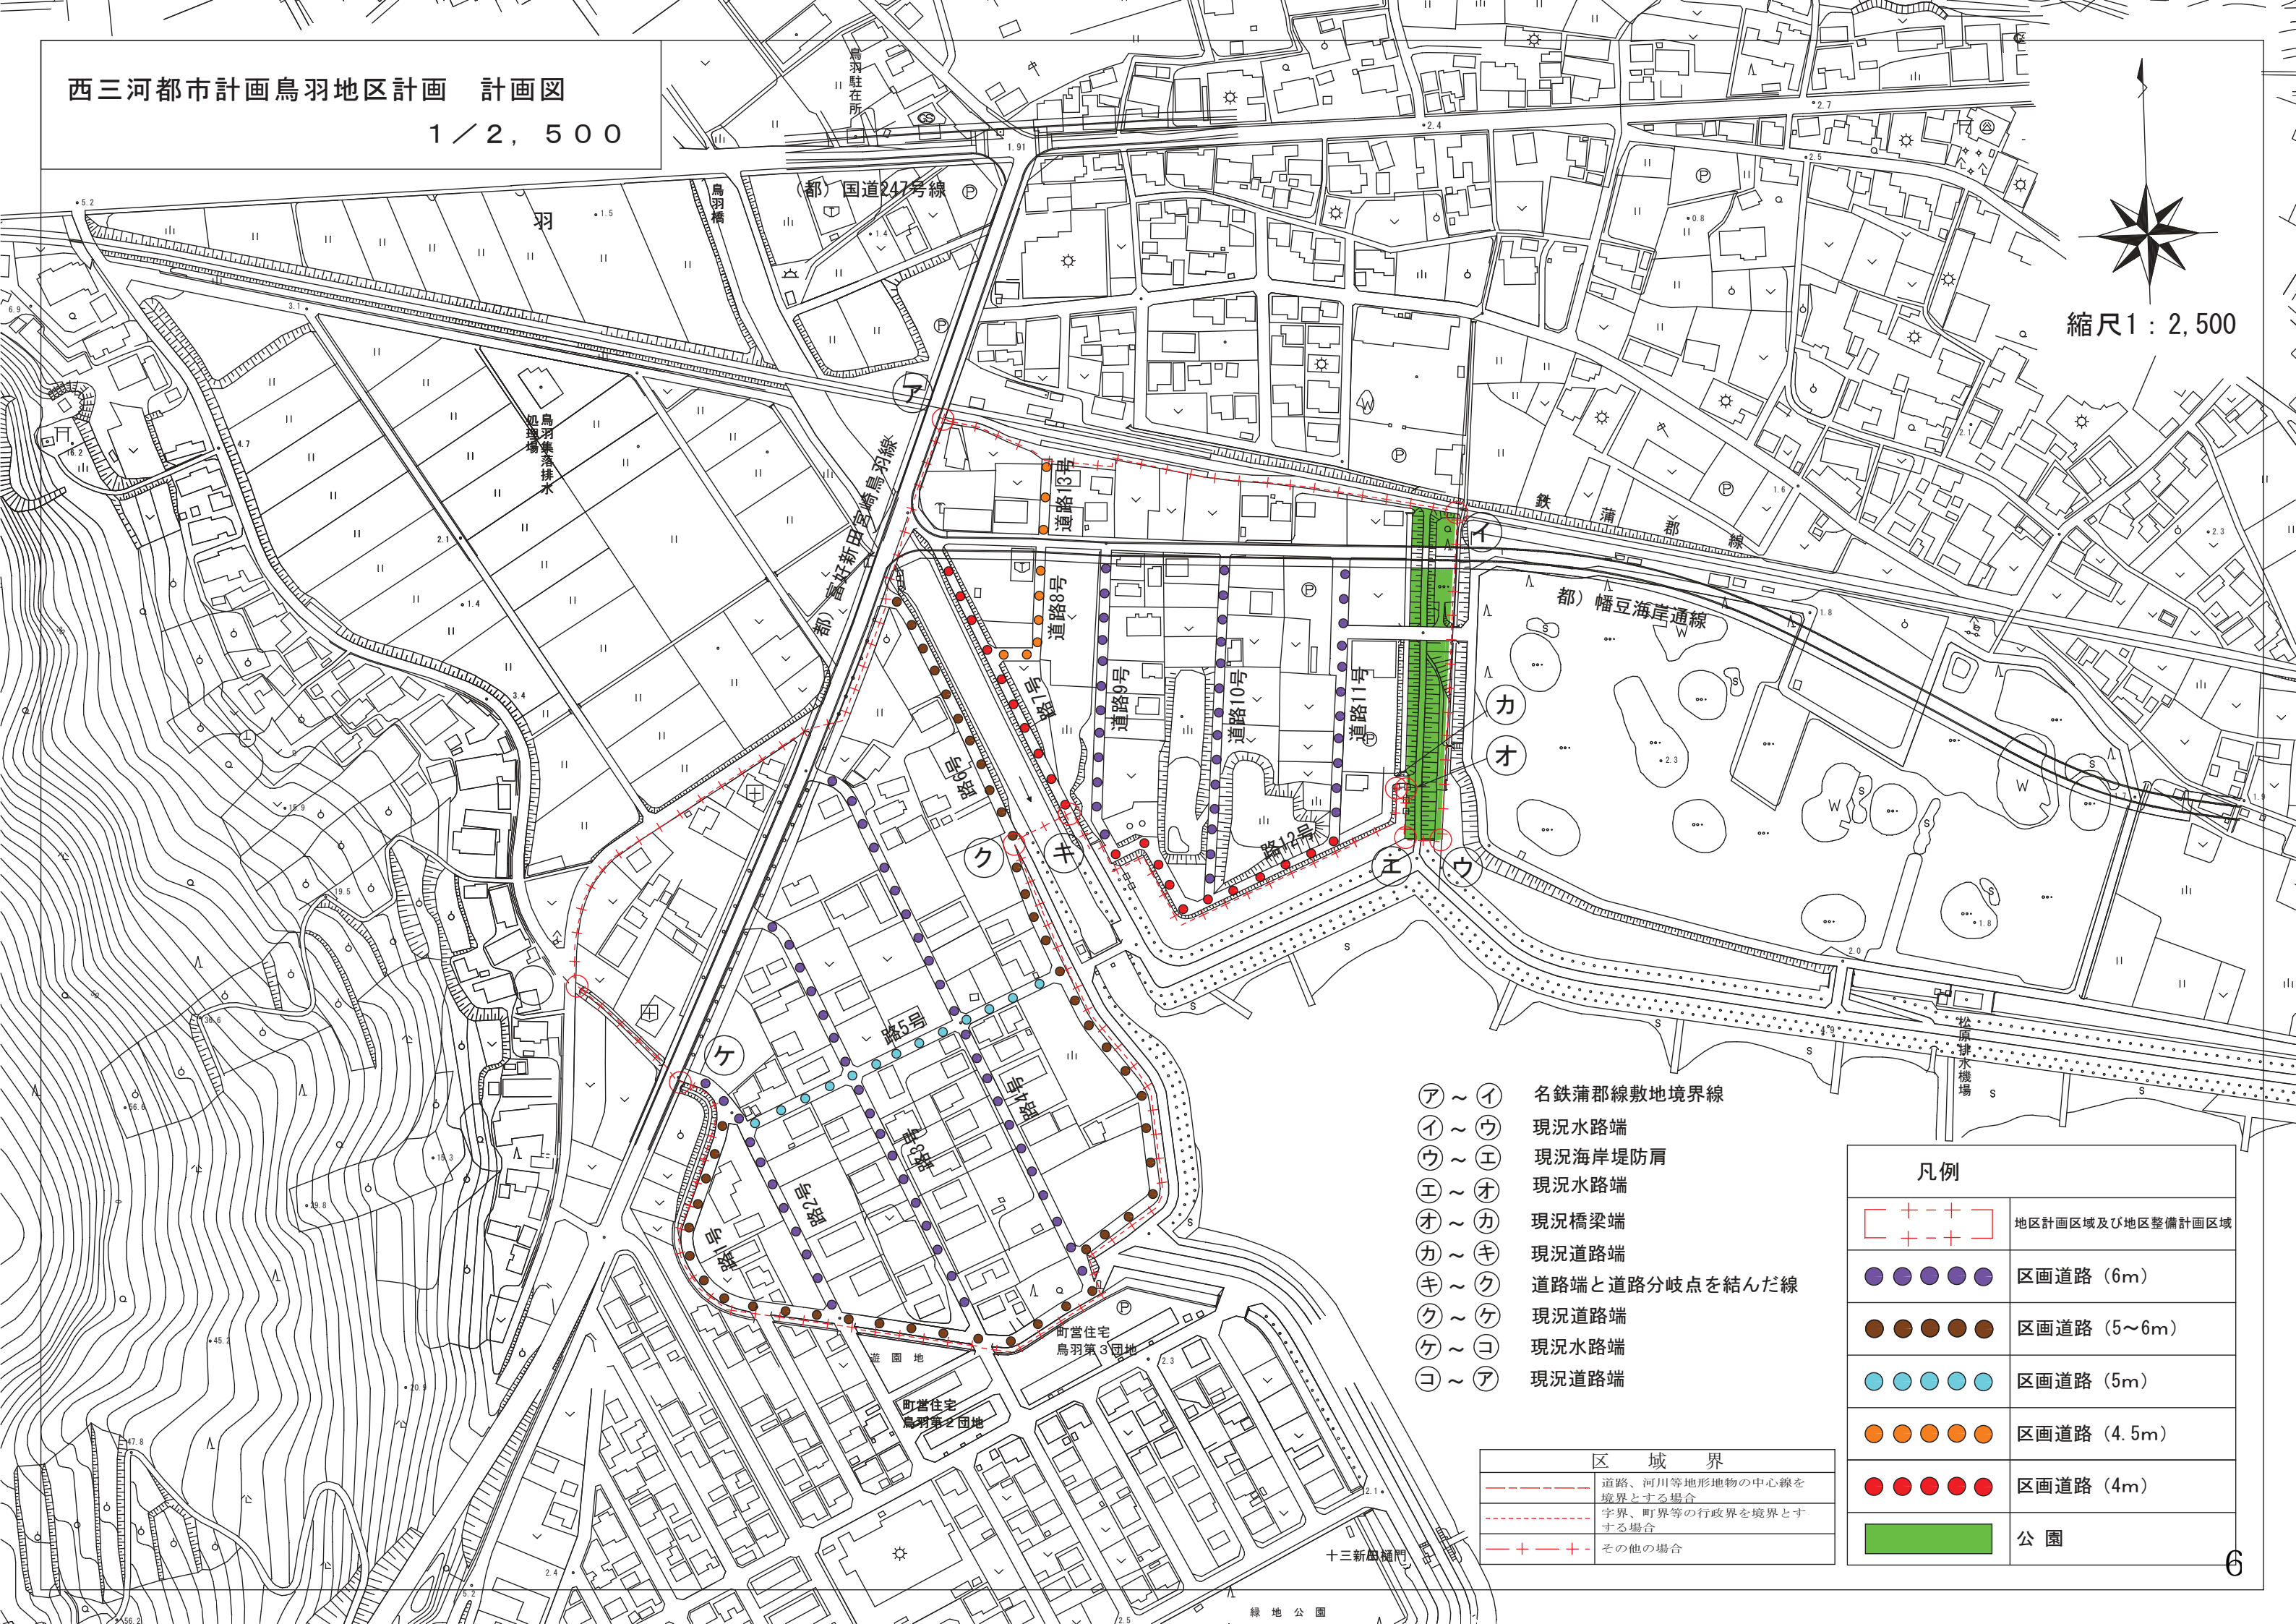 西三河都市計画鳥羽地区計画　計画図
1／2，500
鳥羽駐在所
(都) 国道247号線
鳥羽橋
羽
縮尺1：2,500
鳥羽集落排水
処理場
都）富好新田宮崎鳥羽線
ア
イ
ウ
エ
オ
カ
キ
ク
ケ
鉄蒲郡線
都）幡豆海岸通線
道路13号
道路8号
道路9号
道路10号
道路11号
路12号
路7号
路6号
路5号
路4号
路3号
路2号
路1号
松原排水機場
遊園地
町営住宅
鳥羽第3団地
町営住宅
鳥羽第2団地
十三新田樋門
緑地公園
ア～イ　名鉄蒲郡線敷地境界線
イ～ウ　現況水路端
ウ～エ　現況海岸堤防肩
エ～オ　現況水路端
オ～カ　現況橋梁端
カ～キ　現況道路端
キ～ク　道路端と道路分岐点を結んだ線
ク～ケ　現況道路端
ケ～コ　現況水路端
コ～ア　現況道路端
区域界
道路、河川等地形地物の中心線を
境界とする場合
字界、町界等の行政界を境界とす
する場合
その他の場合
凡例
地区計画区域及び地区整備計画区域
区画道路（6m）
区画道路（5～6m）
区画道路（5m）
区画道路（4.5m）
区画道路（4m）
公園
6